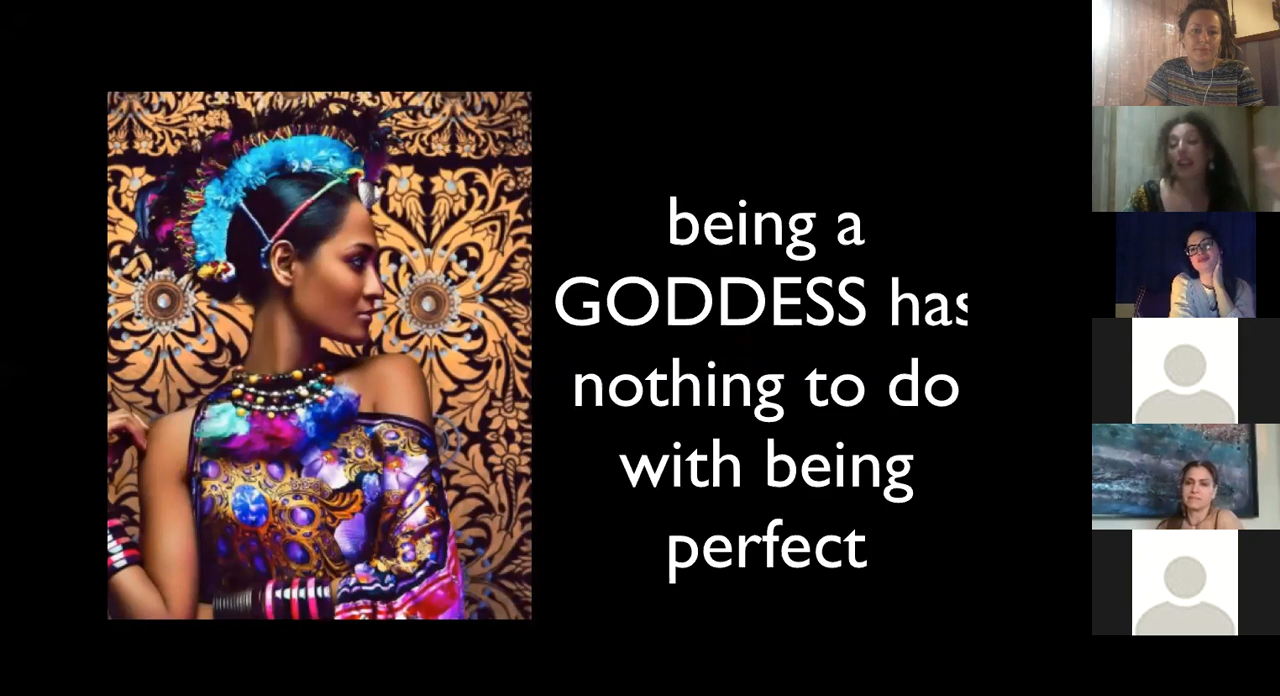 being a
GODDESS has
nothing to do
with being
perfect